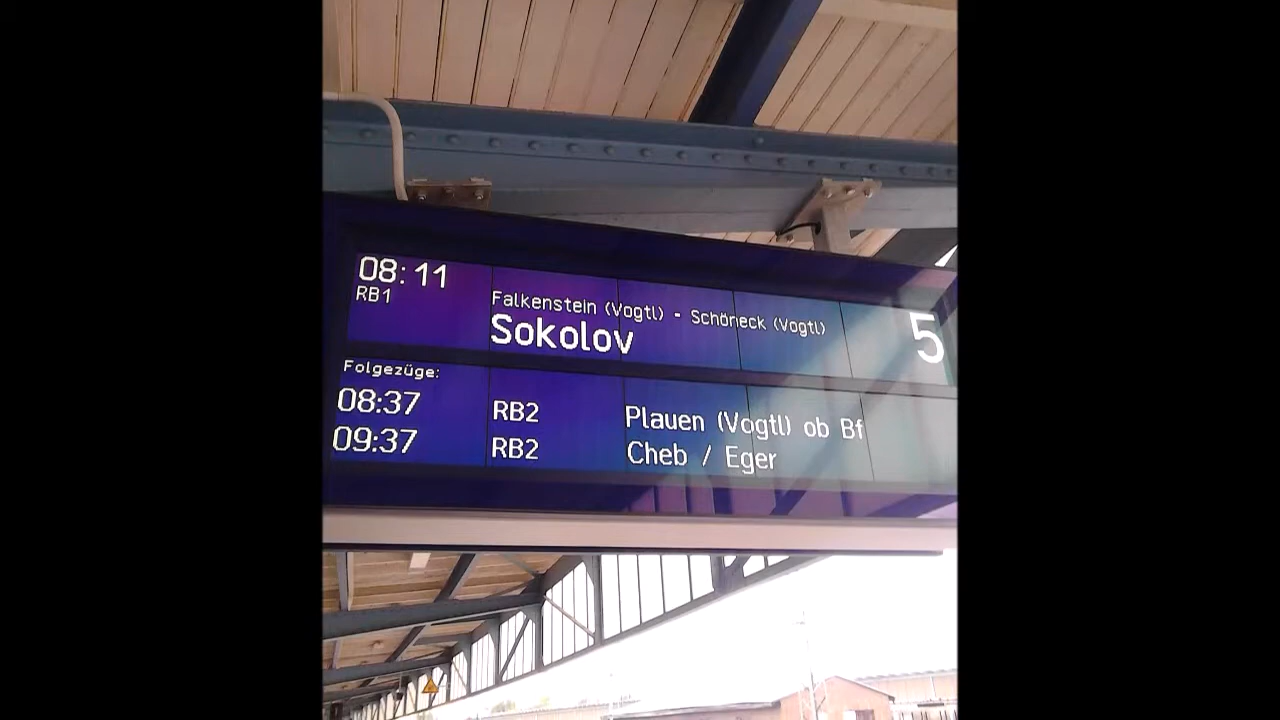 08:11
RB1
Falkenstein (Vogtl) - Schöneck (Vogtl)
Sokolov
5
Folgezüge:
08:37 RB2 Plauen (Vogtl) ob Bf
09:37 RB2 Cheb / Eger